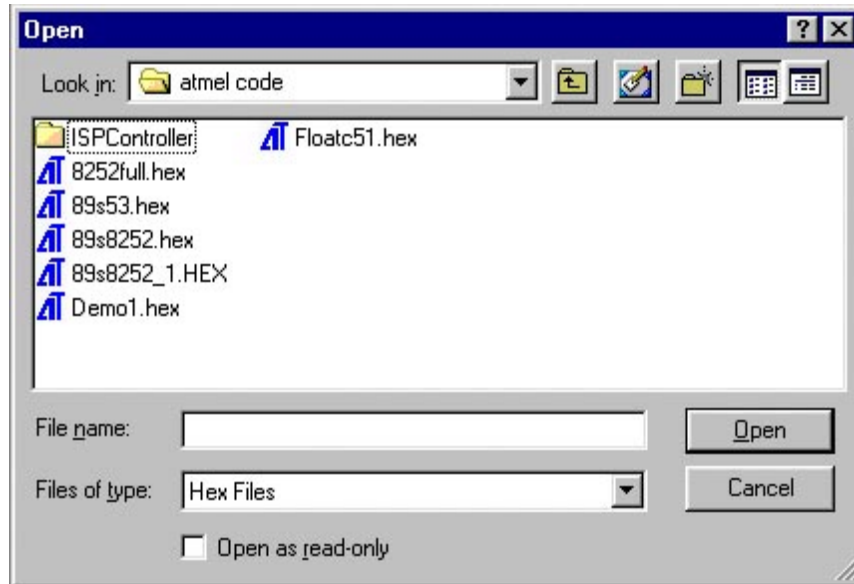 Open
Look in: atmel code
ISPController
8252full.hex
89s53.hex
89s8252.hex
89s8252_1.HEX
Demo1.hex
Floatc51.hex
File name:
Open
Files of type: Hex Files
Cancel
Open as read-only